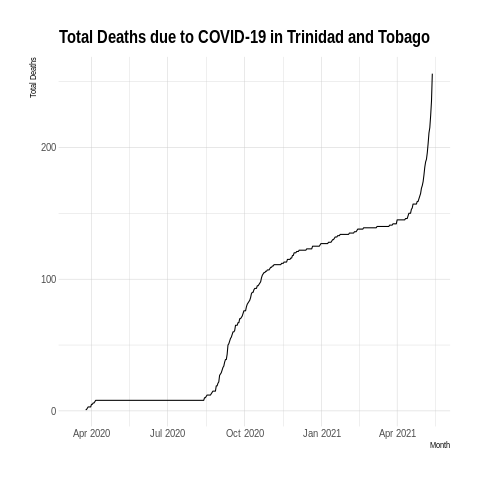 Total Deaths due to COVID-19 in Trinidad and Tobago
Total Deaths
200
100
0
Apr 2020 Jul 2020 Oct 2020 Jan 2021 Apr 2021
Month